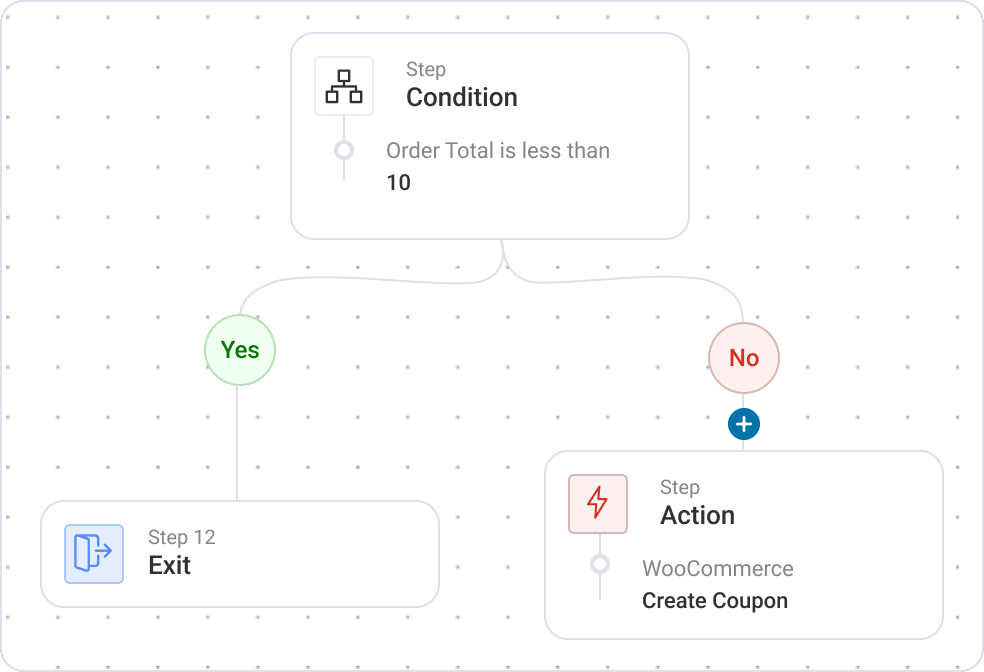 Step
Condition
Order Total is less than
10
Yes
No
Step 12
Exit
Step
Action
WooCommerce
Create Coupon